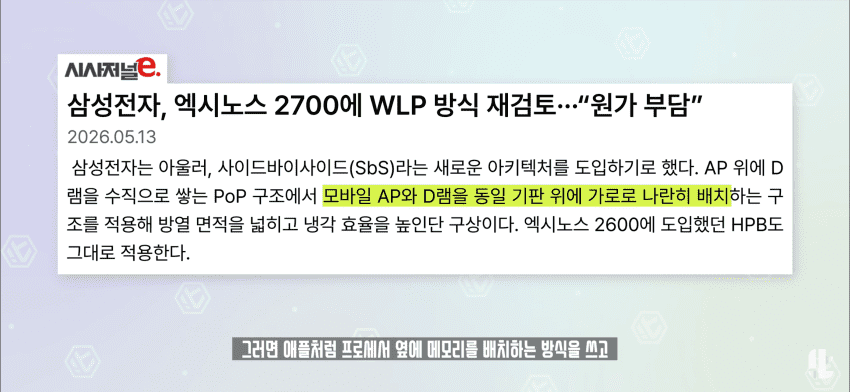 시사저널e.
삼성전자, 엑시노스 2700에 WLP 방식 재검토…“원가 부담”
2026.05.13
삼성전자는 아울러, 사이드바이사이드(SbS)라는 새로운 아키텍처를 도입하기로 했다. AP 위에 D
램을 수직으로 쌓는 PoP 구조에서 모바일 AP와 D램을 동일 기판 위에 가로로 나란히 배치하는 구
조를 적용해 방열 면적을 넓히고 냉각 효율을 높인단 구상이다. 엑시노스 2600에 도입했던 HPB도
그대로 적용한다.
그러면 애플처럼 프로세서 옆에 메모리를 배치하는 방식을 쓰고